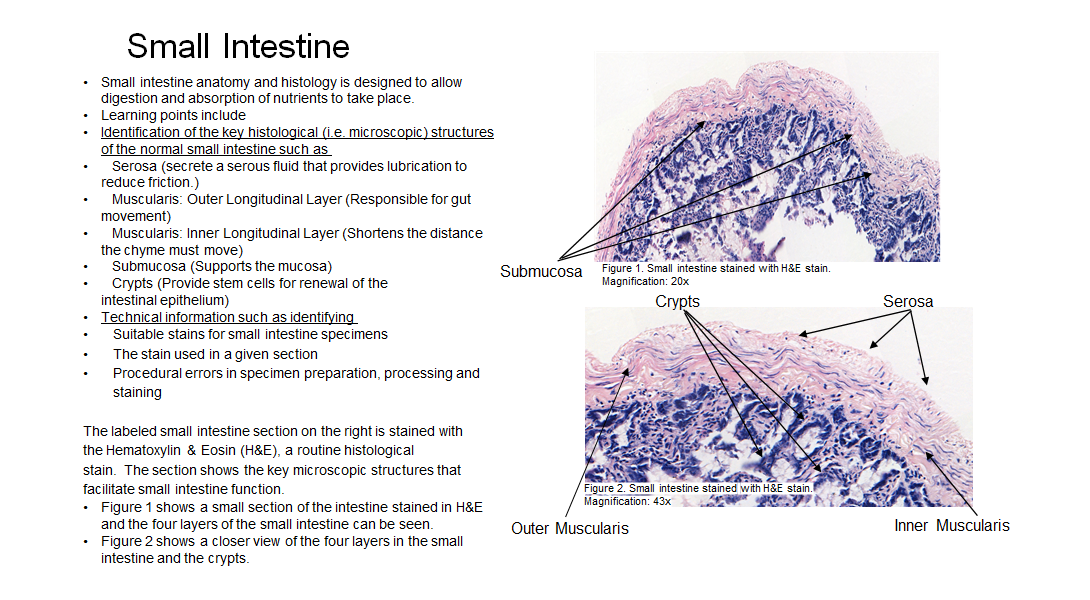 Small Intestine
• Small intestine anatomy and histology is designed to allow
digestion and absorption of nutrients to take place.
• Learning points include
• Identification of the key histological (i.e. microscopic) structures
of the normal small intestine such as
• Serosa (secrete a serous fluid that provides lubrication to
reduce friction.)
• Muscularis: Outer Longitudinal Layer (Responsible for gut
movement)
• Muscularis: Inner Longitudinal Layer (Shortens the distance
the chyme must move)
• Submucosa (Supports the mucosa)
• Crypts (Provide stem cells for renewal of the
intestinal epithelium)
• Technical information such as identifying
• Suitable stains for small intestine specimens
• The stain used in a given section
• Procedural errors in specimen preparation, processing and
staining
The labeled small intestine section on the right is stained with
the Hematoxylin & Eosin (H&E), a routine histological
stain. The section shows the key microscopic structures that
facilitate small intestine function.
• Figure 1 shows a small section of the intestine stained in H&E
and the four layers of the small intestine can be seen.
• Figure 2 shows a closer view of the four layers in the small
intestine and the crypts.
Submucosa
Figure 1. Small intestine stained with H&E stain.
Magnification: 20x
Crypts
Serosa
Figure 2. Small intestine stained with H&E stain.
Magnification: 43x
Outer Muscularis
Inner Muscularis